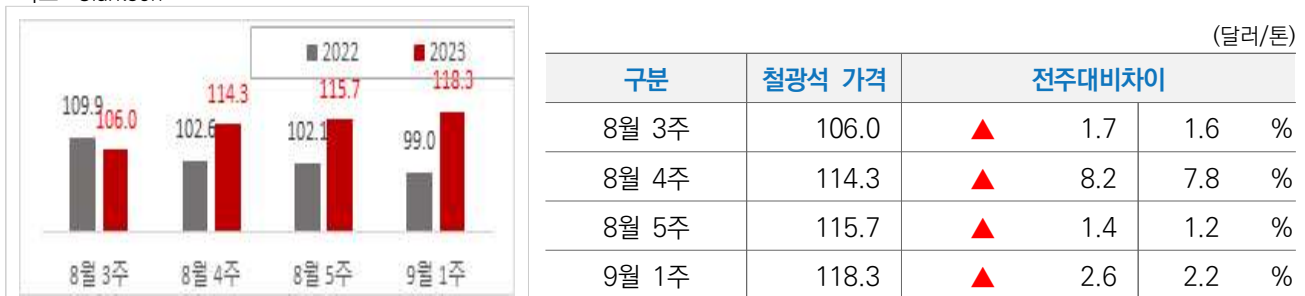 2022 2023
109.9 106.0 102.6 114.3 102.1 115.7 99.0 118.3
8월 3주 8월 4주 8월 5주 9월 1주
(달러/톤)
구분 철광석 가격 전주대비차이
8월 3주 106.0 ▲ 1.7 1.6 %
8월 4주 114.3 ▲ 8.2 7.8 %
8월 5주 115.7 ▲ 1.4 1.2 %
9월 1주 118.3 ▲ 2.6 2.2 %